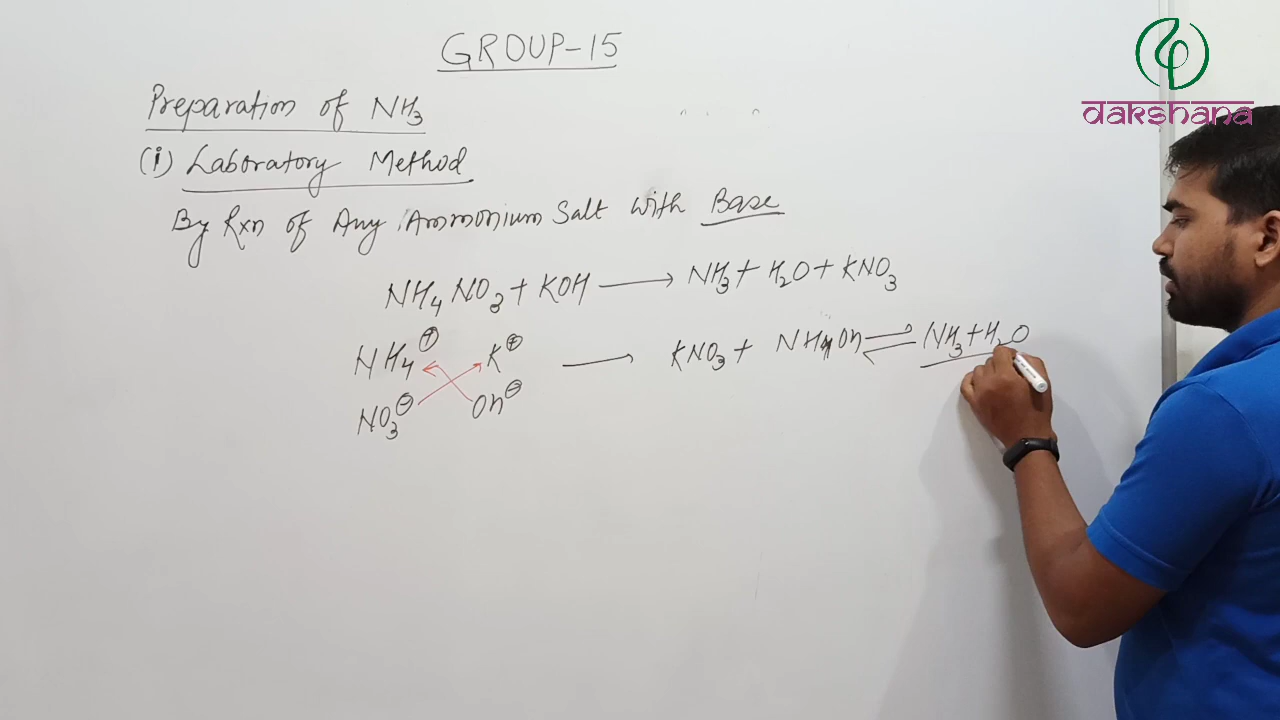 GROUP-15
dakshana
Preparation of NH3
(i) Laboratory Method
By Rxn of Any Ammonium Salt with Base
NH4NO3 + KOH ⟶ NH3 + H2O + KNO3
NH4⊕ K⊕ ⟶ KNO3 + NH4OH ⇌ NH3 + H2O
NO3⊖ OH⊖